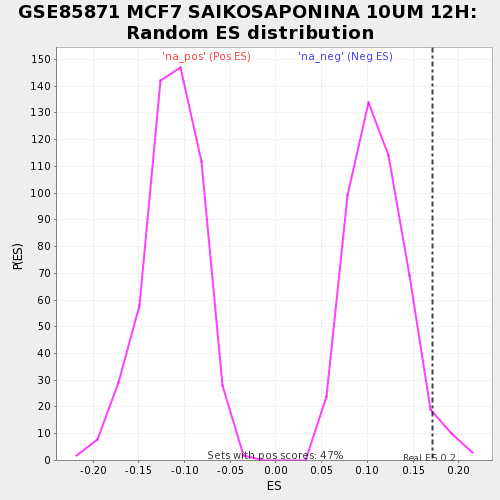 GSE85871 MCF7 SAIKOSAPONINA 10UM 12H:
Random ES distribution
'na_pos' (Pos ES) 'na_neg' (Neg ES)
150
140
130
120
110
100
90
80
70
60
50
40
30
20
10
0
P(ES)
Sets with pos scores: 47%
Real ES 0.2
-0.20 -0.15 -0.10 -0.05 0.00 0.05 0.10 0.15 0.20
ES